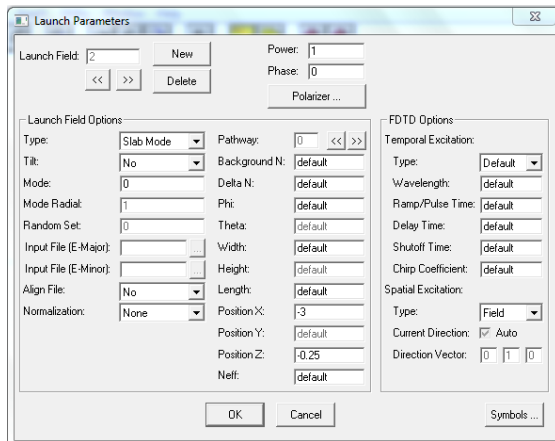 Launch Parameters
Launch Field: 2 New
<< >> Delete
Power: 1
Phase: 0
Polarizer ...
Launch Field Options
Type: Slab Mode
Tilt: No
Mode: 0
Mode Radial: 1
Random Set: 0
Input File (E-Major): ...
Input File (E-Minor): ...
Align File: No
Normalization: None
Pathway: 0 << >>
Background N: default
Delta N: default
Phi: default
Theta: default
Width: default
Height: default
Length: default
Position X: -3
Position Y: default
Position Z: -0.25
Neff: default
FDTD Options
Temporal Excitation:
Type: Default
Wavelength: default
Ramp/Pulse Time: default
Delay Time: default
Shutoff Time: default
Chirp Coefficient: default
Spatial Excitation:
Type: Field
Current Direction: Auto
Direction Vector: 0 1 0
OK Cancel Symbols ...